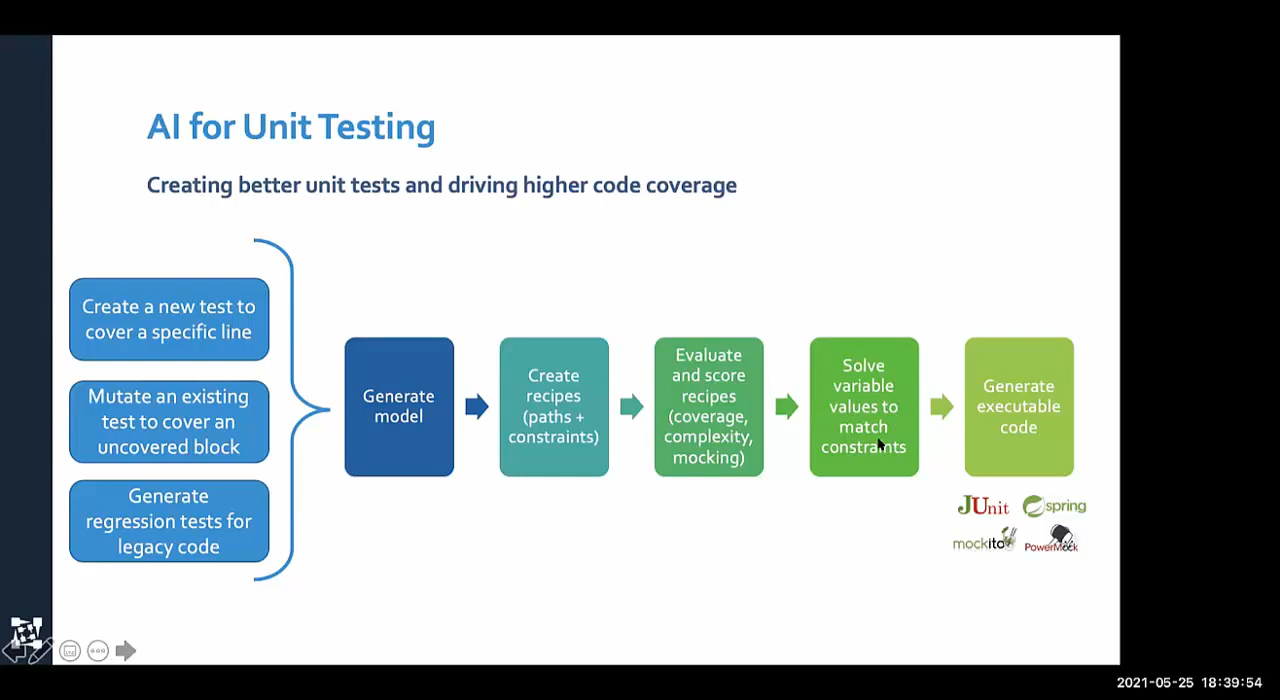 AI for Unit Testing
Creating better unit tests and driving higher code coverage
Create a new test to
cover a specific line
Mutate an existing
test to cover an
uncovered block
Generate
regression tests for
legacy code
Generate
model
Create
recipes
(paths +
constraints)
Evaluate
and score
recipes
(coverage,
complexity,
mocking)
Solve
variable
values to
match
constraints
Generate
executable
code
JUnit
spring
mockito
PowerMock
2021-05-25 18:39:54